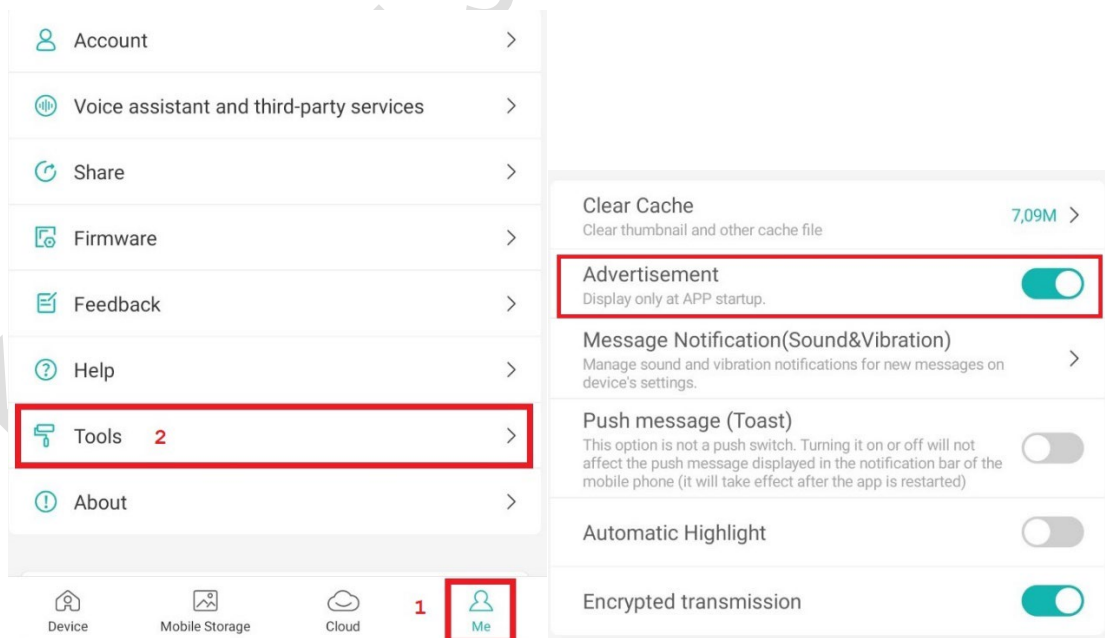 Account
Voice assistant and third-party services
Share
Firmware
Feedback
Help
Tools 2
About
Device
Mobile Storage
Cloud
1
Me
Clear Cache
7,09M
Clear thumbnail and other cache file
Advertisement
Display only at APP startup.
Message Notification(Sound&Vibration)
Manage sound and vibration notifications for new messages on
device's settings.
Push message (Toast)
This option is not a push switch. Turning it on or off will not
affect the push message displayed in the notification bar of the
mobile phone (it will take effect after the app is restarted)
Automatic Highlight
Encrypted transmission